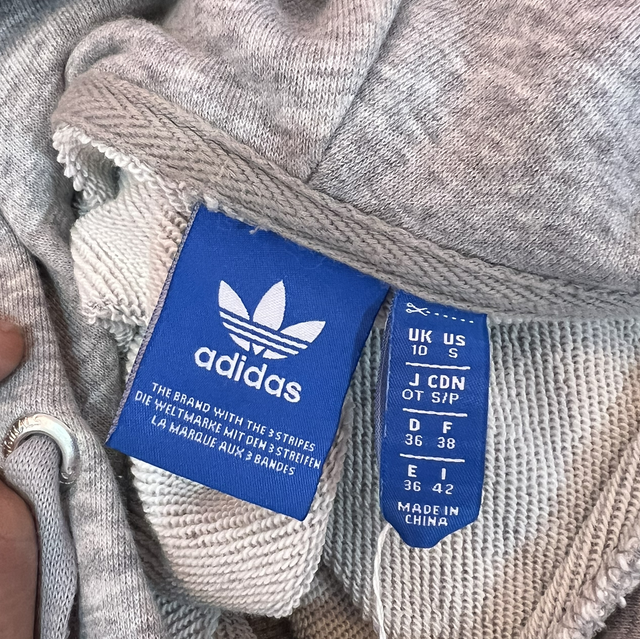 adidas
THE BRAND WITH THE 3 STRIPES
DIE WELTMARKE MIT DEN 3 STREIFEN
LA MARQUE AUX 3 BANDES
UK US
10 S
J CDN
OT S/P
D F
36 38
E I
36 42
MADE IN
CHINA